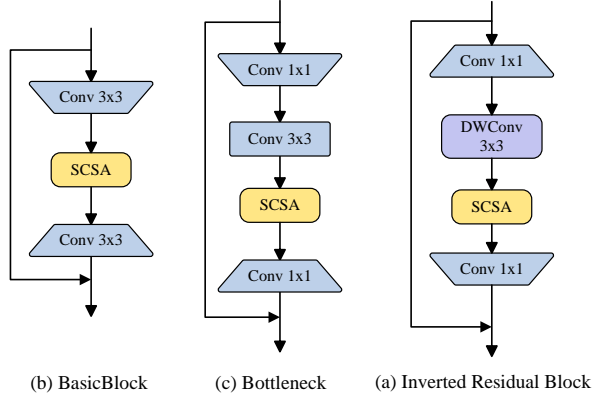 Conv 3x3
SCSA
Conv 3x3
(b) BasicBlock
Conv 1x1
Conv 3x3
SCSA
Conv 1x1
(c) Bottleneck
Conv 1x1
DWConv
3x3
SCSA
Conv 1x1
(a) Inverted Residual Block